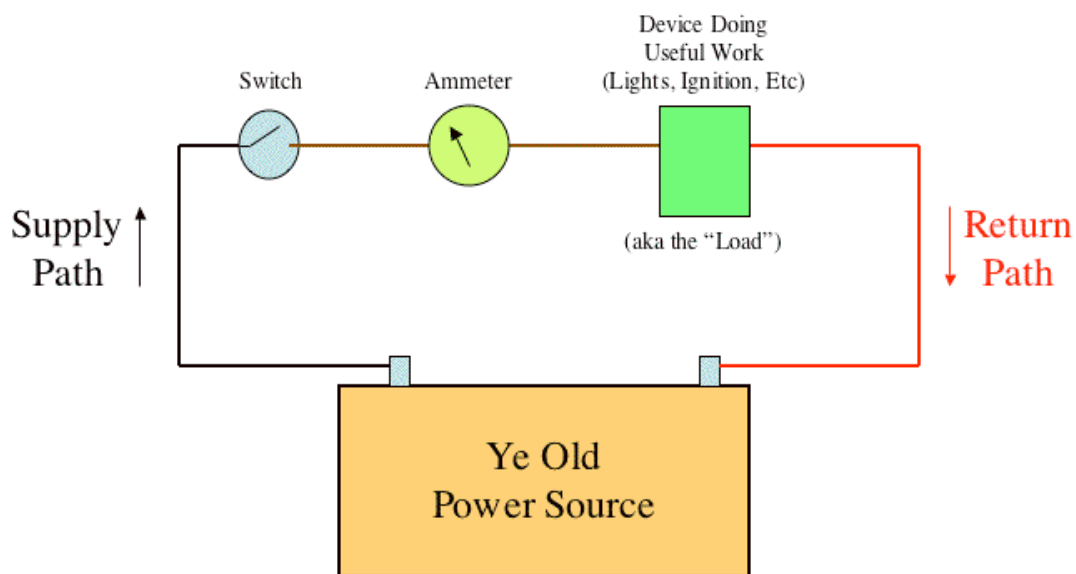 Device Doing
Useful Work
(Lights, Ignition, Etc)
Switch
Ammeter
Supply
Path
(aka the “Load”)
Return
Path
Ye Old
Power Source